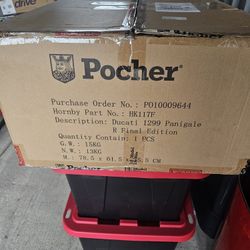 drive
Pocher®
Purchase Order No.: PO10009644
Hornby Part No.: HK117F
Description: Ducati 1299 Panigale
R Final Edition
Quantity Contain: 1 PCS
G.W.: 15KG
N.W.: 13KG